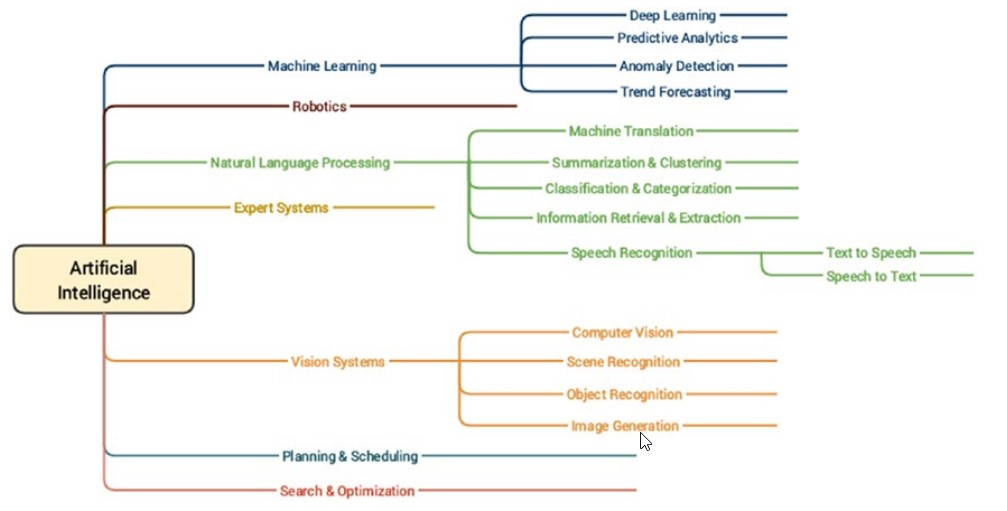 Deep Learning
Predictive Analytics
Machine Learning
Anomaly Detection
Trend Forecasting
Robotics
Machine Translation
Natural Language Processing
Summarization & Clustering
Classification & Categorization
Expert Systems
Information Retrieval & Extraction
Speech Recognition
Text to Speech
Speech to Text
Artificial
Intelligence
Computer Vision
Vision Systems
Scene Recognition
Object Recognition
Image Generation
Planning & Scheduling
Search & Optimization